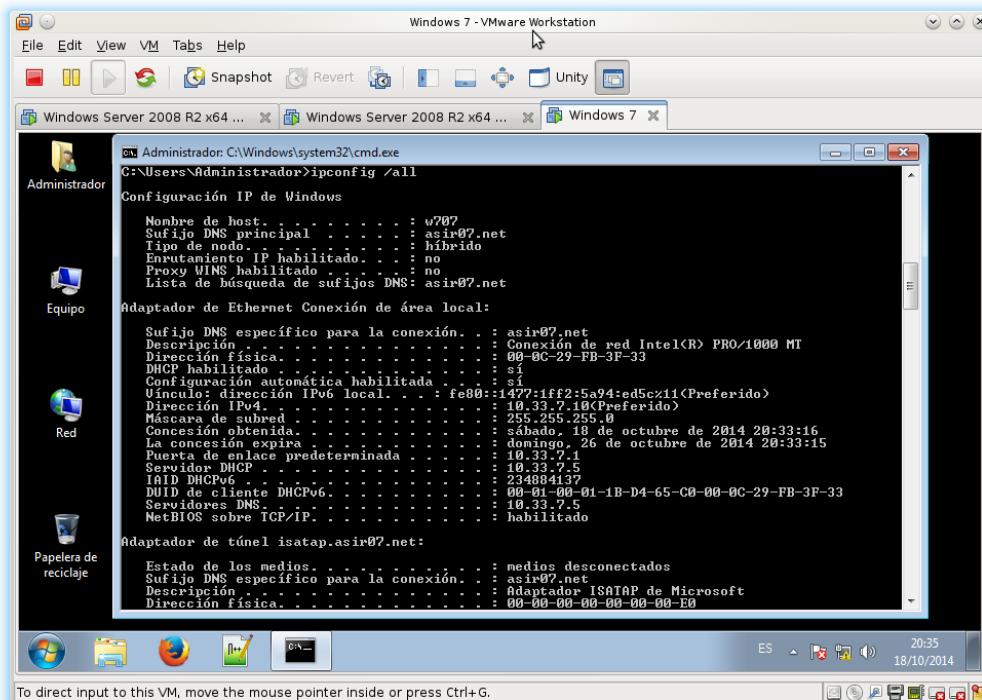 Windows 7 - VMware Workstation
File Edit View VM Tabs Help
Snapshot Revert Unity
Windows Server 2008 R2 x64 ... Windows Server 2008 R2 x64 ... Windows 7
Administrador
Equipo
Red
Papelera de
reciclaje
Administrador: C:\Windows\system32\cmd.exe
C:\Users\Administrador>ipconfig /all
Configuración IP de Windows
Nombre de host. . . . . . . . . : w707
Sufijo DNS principal . . . . . : asir07.net
Tipo de nodo. . . . . . . . . . : híbrido
Enrutamiento IP habilitado. . . : no
Proxy WINS habilitado . . . . . : no
Lista de búsqueda de sufijos DNS: asir07.net
Adaptador de Ethernet Conexión de área local:
Sufijo DNS específico para la conexión. . : asir07.net
Descripción . . . . . . . . . . . . . . . : Conexión de red Intel(R) PRO/1000 MT
Dirección física. . . . . . . . . . . . . : 00-0C-29-FB-3F-33
DHCP habilitado . . . . . . . . . . . . . : sí
Configuración automática habilitada . . . : sí
Vínculo: dirección IPv6 local. . . : fe80::1477:1ff2:5a94:ed5c%11(Preferido)
Dirección IPv4. . . . . . . . . . . . . . : 10.33.7.10(Preferido)
Máscara de subred . . . . . . . . . . . . : 255.255.255.0
Concesión obtenida. . . . . . . . . . . . : sábado, 18 de octubre de 2014 20:33:16
La concesión expira . . . . . . . . . . . : domingo, 26 de octubre de 2014 20:33:15
Puerta de enlace predeterminada . . . . . : 10.33.7.1
Servidor DHCP . . . . . . . . . . . . . . : 10.33.7.5
IAID DHCPv6 . . . . . . . . . . . . . . . : 234884137
DUID de cliente DHCPv6. . . . . . . . . . : 00-01-00-01-1B-D4-65-C0-00-0C-29-FB-3F-33
Servidores DNS. . . . . . . . . . . . . . : 10.33.7.5
NetBIOS sobre TCP/IP. . . . . . . . . . . : habilitado
Adaptador de túnel isatap.asir07.net:
Estado de los medios. . . . . . . . . . . : medios desconectados
Sufijo DNS específico para la conexión. . : asir07.net
Descripción . . . . . . . . . . . . . . . : Adaptador ISATAP de Microsoft
Dirección física. . . . . . . . . . . . . : 00-00-00-00-00-00-00-E0
ES
20:35
18/10/2014
To direct input to this VM, move the mouse pointer inside or press Ctrl+G.